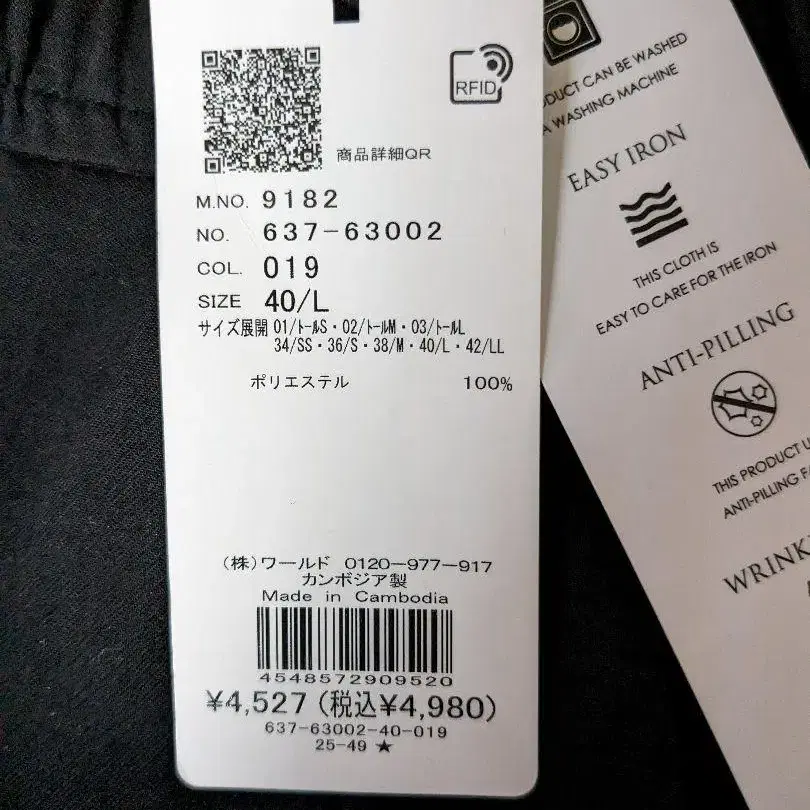 RFID
商品詳細QR
M.NO. 9182
NO. 637-63002
COL. 019
SIZE 40/L
サイズ展開 01/トールS・02/トールM・03/トールL
34/SS・36/S・38/M・40/L・42/LL
ポリエステル 100%
(株)ワールド 0120-977-917
カンボジア製
Made in Cambodia
4548572909520
¥4,527 (税込¥4,980)
637-63002-40-019
25-49 ★
CAN BE WASHED
A WASHING MACHINE
EASY IRON
THIS CLOTH IS
EASY TO CARE FOR THE IRON
ANTI-PILLING
THIS PRODUCT
ANTI-PILLING